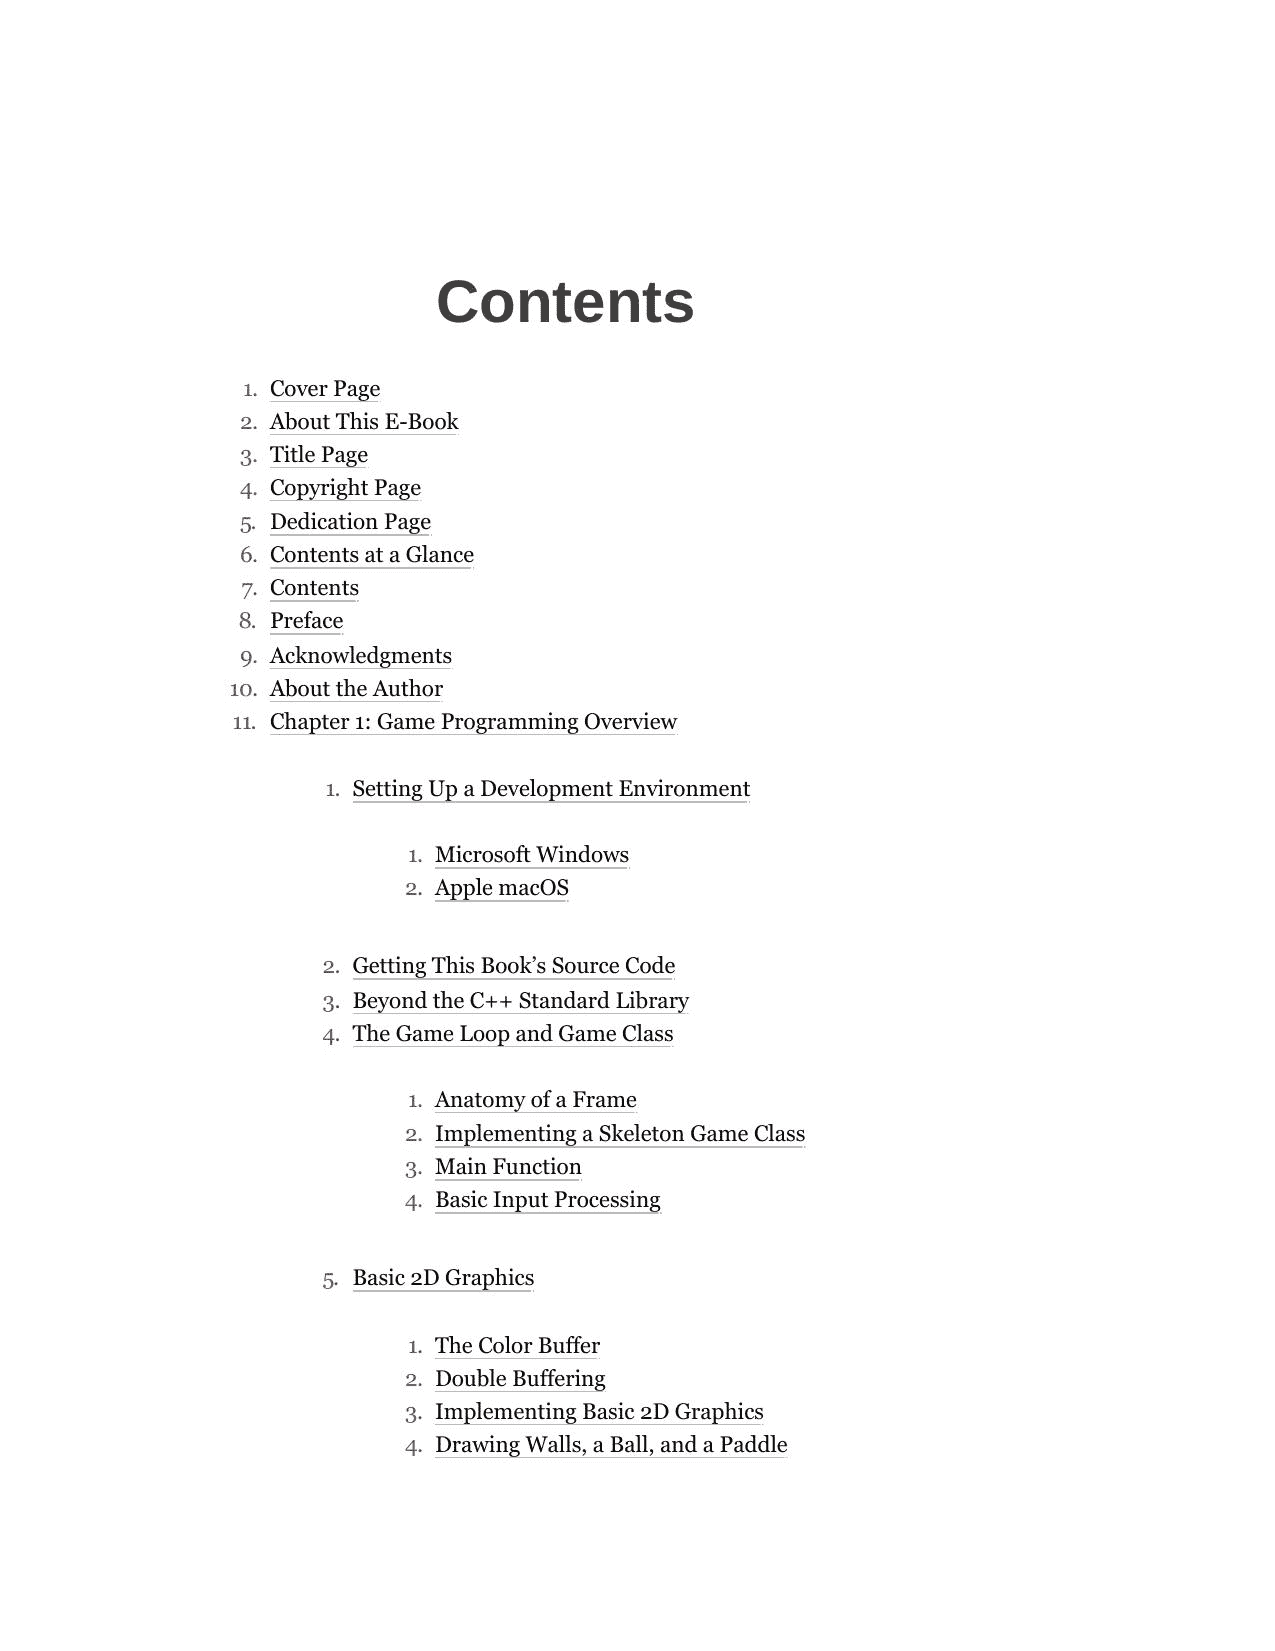 Contents
1. Cover Page
2. About This E-Book
3. Title Page
4. Copyright Page
5. Dedication Page
6. Contents at a Glance
7. Contents
8. Preface
9. Acknowledgments
10. About the Author
11. Chapter 1: Game Programming Overview
1. Setting Up a Development Environment
1. Microsoft Windows
2. Apple macOS
2. Getting This Book’s Source Code
3. Beyond the C++ Standard Library
4. The Game Loop and Game Class
1. Anatomy of a Frame
2. Implementing a Skeleton Game Class
3. Main Function
4. Basic Input Processing
5. Basic 2D Graphics
1. The Color Buffer
2. Double Buffering
3. Implementing Basic 2D Graphics
4. Drawing Walls, a Ball, and a Paddle